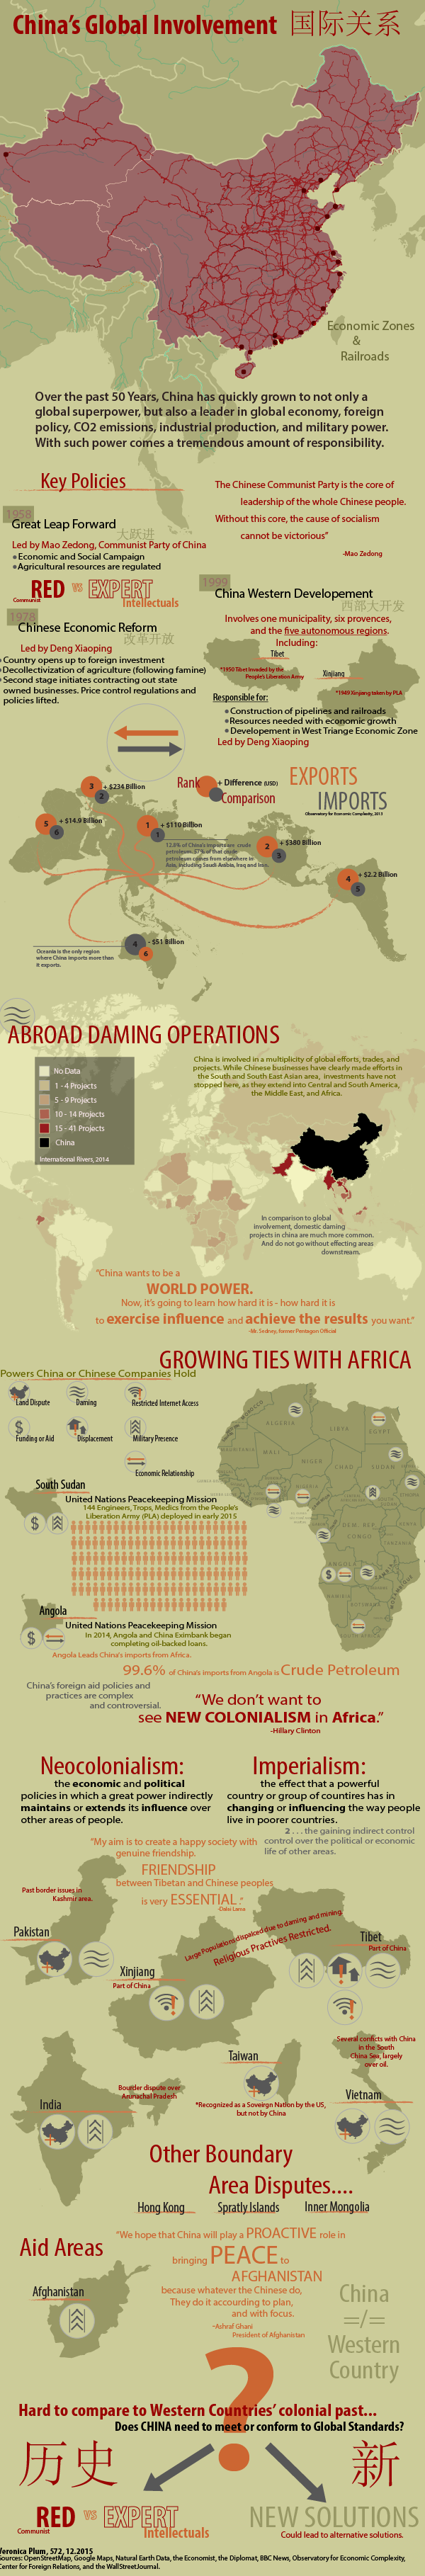 China's Global Involvement 国际关系
Economic Zones
&
Railroads
Over the past 50 Years, China has quickly grown to not only a
global superpower, but also a leader in global economy, foreign
policy, CO2 emissions, industrial production, and military power.
With such power comes a tremendous amount of responsibility.
Key Policies
The Chinese Communist Party is the core of
leadership of the whole Chinese people.
Without this core, the cause of socialism
cannot be victorious”
-Mao Zedong
1958
Great Leap Forward
大跃进
Led by Mao Zedong, Communist Party of China
Economic and Social Campaign
Agricultural resources are regulated
RED vs EXPERT
Communist
Intellectuals
1978
Chinese Economic Reform
改革开放
Led by Deng Xiaoping
Country opens up to foreign investment
Decollectivization of agriculture (following famine)
Second stage initiates contracting out state
owned businesses. Price control regulations and
policies lifted.
1999
China Western Developement
西部大开发
Involves one municipality, six provences,
and the five autonomous regions.
Including:
Tibet
*1950 Tibet Invaded by the
People's Liberation Army
Xinjiang
*1949 Xinjiang taken by PLA
Responsible for:
Construction of pipelines and railroads
Resources needed with economic growth
Developement in West Triange Economic Zone
Led by Deng Xiaoping
Rank
+ Difference (USD)
Comparison
EXPORTS
IMPORTS
Observatory for Economic Complexity, 2013
3
2
+ $234 Billion
5
6
+ $14.9 Billion
1
1
+ $110 Billion
2
3
+ $380 Billion
4
5
+ $2.2 Billion
4
6
- $51 Billion
Oceania is the only region
where China imports more than
it exports.
ABROAD DAMING OPERATIONS
China is involved in a multiplicity of global efforts, trades, and
projects. While Chinese businesses have clearly made efforts in
the South and South East Asian area, investments have not
stopped here, as they extend into Central and South America,
the Middle East, and Africa.
No Data
1 - 4 Projects
5 - 9 Projects
10 - 14 Projects
15 - 41 Projects
China
International Rivers, 2014
In comparison to global
involvement, domestic daming
projects in china are much more common.
And do not go without effecting areas
downstream.
“China wants to be a
WORLD POWER.
Now, it's going to learn how hard it is - how hard it is
to exercise influence and achieve the results you want.”
-Mr. Sedney, former Pentagon Official
GROWING TIES WITH AFRICA
Powers China or Chinese Companies Hold
Land Dispute
Daming
Restricted Internet Access
Funding or Aid
Displacement
Military Presence
Economic Relationship
ALGERIA
LIBYA
EGYPT
MALI
NIGER
CHAD
SUDAN
DEM. REP.
CONGO
ANGOLA
South Sudan
United Nations Peacekeeping Mission
144 Engineers, Trops, Medics from the People's
Liberation Army (PLA) deployed in early 2015
Angola
United Nations Peacekeeping Mission
In 2014, Angola and China Eximbank began
completing oil-backed loans.
Angola Leads China's imports from Africa.
99.6% of China's imports from Angola is Crude Petroleum
China's foreign aid policies and
practices are complex
and controversial.
“We don't want to
see NEW COLONIALISM in Africa.”
-Hillary Clinton
Neocolonialism:
the economic and political
policies in which a great power indirectly
maintains or extends its influence over
other areas of people.
Imperialism:
the effect that a powerful
country or group of countires has in
changing or influencing the way people
live in poorer countries.
2 . . . the gaining indirect control
control over the political or economic
life of other areas.
“My aim is to create a happy society with
genuine friendship.
FRIENDSHIP
between Tibetan and Chinese peoples
is very ESSENTIAL.”
-Dalai Lama
Past border issues in
Kashmir area.
Pakistan
Xinjiang
Part of China
Large Populations dispalced due to daming and mining.
Religious Practives Restricted.
Tibet
Part of China
Several conficts with China
in the South
China Sea, largely
over oil.
Taiwan
*Recognized as a Soveirgn Nation by the US,
but not by China
Vietnam
India
Bourder dispute over
Arunachal Pradesh
Other Boundary
Area Disputes....
Hong Kong
Spratly Islands
Inner Mongolia
Aid Areas
Afghanistan
“We hope that China will play a PROACTIVE role in
bringing PEACE to
AFGHANISTAN
because whatever the Chinese do,
They do it according to plan,
and with focus.
-Ashraf Ghani
President of Afghanistan
China
=/=
Western
Country
?
Hard to compare to Western Countries' colonial past...
Does CHINA need to meet or conform to Global Standards?
历史
新
RED vs EXPERT
Communist
Intellectuals
NEW SOLUTIONS
Could lead to alternative solutions.
Veronica Plum, 572, 12.2015
Sources: OpenStreetMap, Google Maps, Natural Earth Data, the Economist, the Diplomat, BBC News, Observatory for Economic Complexity,
Center for Foreign Relations, and the WallStreetJournal.